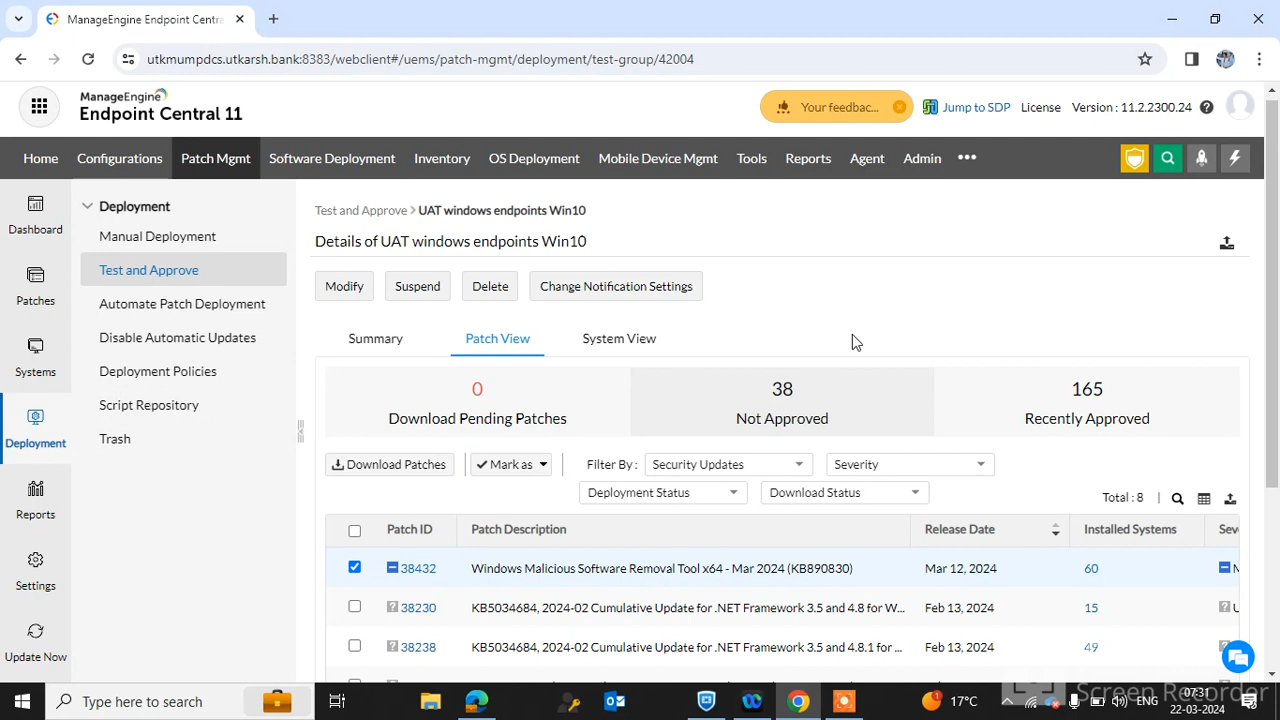 ManageEngine Endpoint Centra
utkmumpdcs.utkarsh.bank:8383/webclient#/uems/patch-mgmt/deployment/test-group/42004
ManageEngine
Endpoint Central 11
Your feedbac...
Jump to SDP
License
Version : 11.2.2300.24
Home
Configurations
Patch Mgmt
Software Deployment
Inventory
OS Deployment
Mobile Device Mgmt
Tools
Reports
Agent
Admin
Dashboard
Patches
Systems
Deployment
Reports
Settings
Update Now
Deployment
Manual Deployment
Test and Approve
Automate Patch Deployment
Disable Automatic Updates
Deployment Policies
Script Repository
Trash
Test and Approve > UAT windows endpoints Win10
Details of UAT windows endpoints Win10
Modify
Suspend
Delete
Change Notification Settings
Summary
Patch View
System View
0
Download Pending Patches
38
Not Approved
165
Recently Approved
Download Patches
Mark as
Filter By :
Security Updates
Severity
Deployment Status
Download Status
Total : 8
Patch ID
Patch Description
Release Date
Installed Systems
Seve
38432
Windows Malicious Software Removal Tool x64 - Mar 2024 (KB890830)
Mar 12, 2024
60
M
38230
KB5034684, 2024-02 Cumulative Update for .NET Framework 3.5 and 4.8 for W...
Feb 13, 2024
15
U
38238
KB5034684, 2024-02 Cumulative Update for .NET Framework 3.5 and 4.8.1 for ...
Feb 13, 2024
49
Type here to search
1
17°C
ENG
07:31
22-03-2024
Screen Recorder